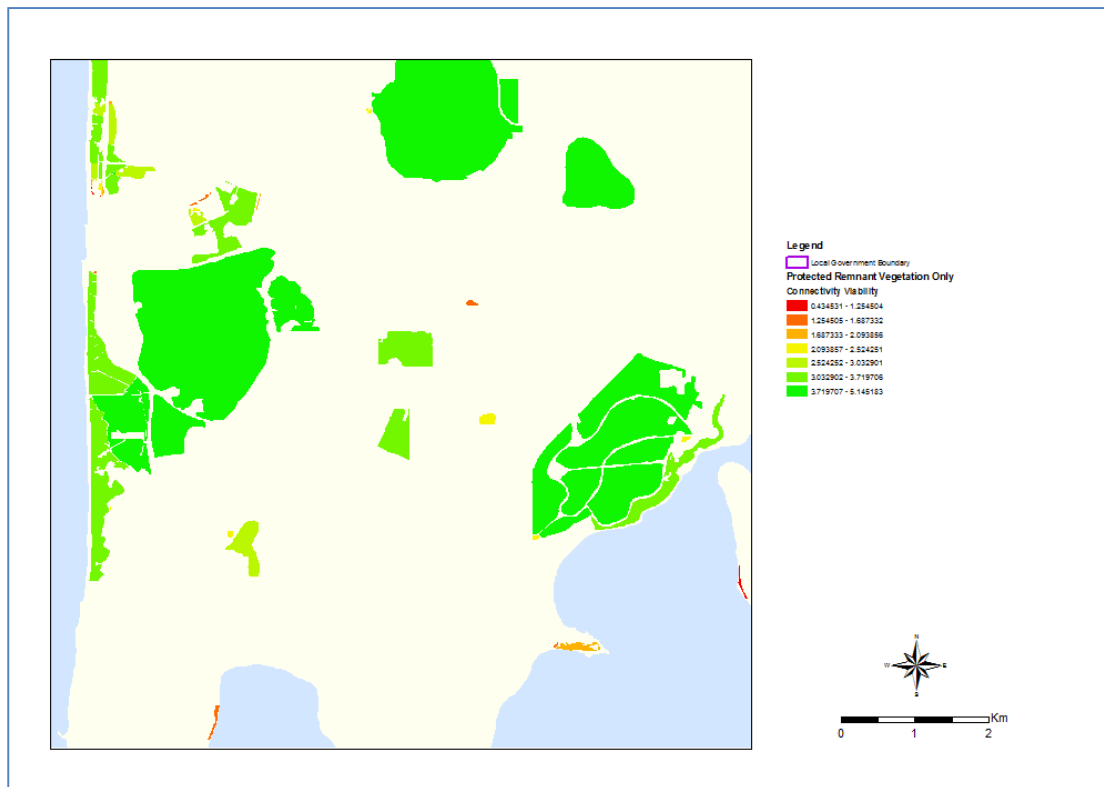 Legend
Local Government Boundary
Protected Remnant Vegetation Only
Connectivity Viability
0.434531 - 1.254504
1.254505 - 1.687332
1.687333 - 2.093856
2.093857 - 2.524251
2.524252 - 3.032901
3.032902 - 3.719706
3.719707 - 5.145183
N
W E
S
Km
0 1 2